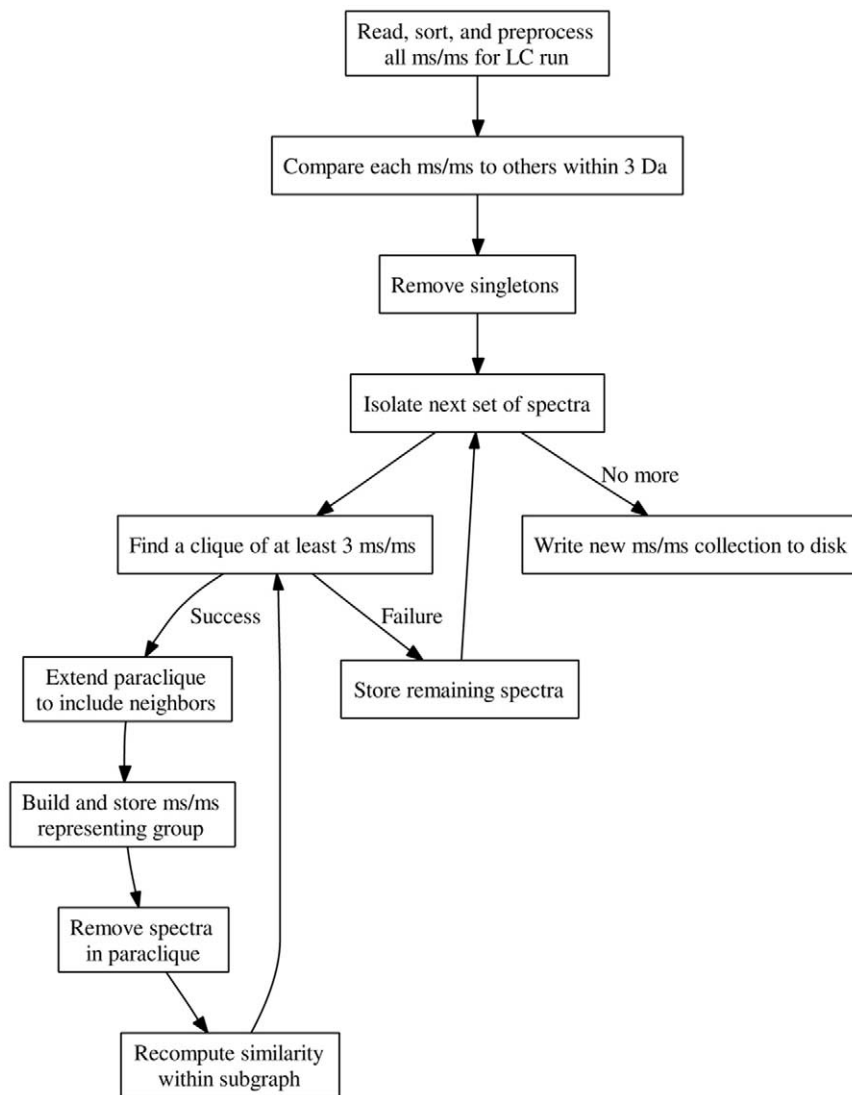 Read, sort, and preprocess
all ms/ms for LC run
Compare each ms/ms to others within 3 Da
Remove singletons
Isolate next set of spectra
No more
Find a clique of at least 3 ms/ms
Write new ms/ms collection to disk
Success
Failure
Extend paraclique
to include neighbors
Store remaining spectra
Build and store ms/ms
representing group
Remove spectra
in paraclique
Recompute similarity
within subgraph